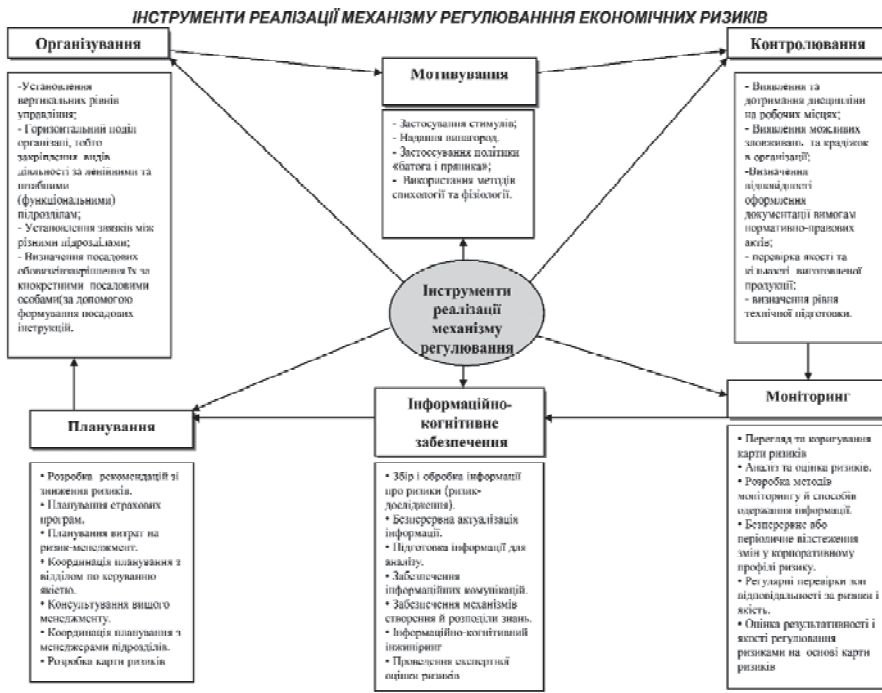 ІНСТРУМЕНТИ РЕАЛІЗАЦІЇ МЕХАНІЗМУ РЕГУЛЮВАНННЯ ЕКОНОМІЧНИХ РИЗИКІВ
Організування
-Установлення
вертикальних рівнів
управління;
- Горизонтальний поділ
організації, тобто
закріплення видів
діяльності за лінійними та
штабними
(функціональними)
підрозділам;
- Установлення звязків між
різними підрозділами;
- Визначення посадових
їх за
посадовими
особами(за допомогою
формування посадових
інструкцій.
Мотивування
- Застосування стимулів;
- Надання винагород.
- Застоссування політики
«батога і пряника»;
- Використання методів
психології та фізіології.
Контролювання
- Виявлення та
дотримання дисципліни
на робочих місцях;
- Виявлення можливих
зловживань та крадіжок
в організації;
-Визначення
відповідності
оформлення
документації вимогам
нормативно-правових
актів;
- перевірка якості та
кількості виготовленої
продукції;
- визначення рівня
технічної підготовки.
Інструменти
реалізації
механізму
регулювання
Планування
• Розробка рекомендацій зі
зниження ризиків.
• Планування страхових
програм.
• Планування витрат на
ризик-менеджмент.
• Координація планування з
відділом по керуванню
якістю.
• Консультування вищого
менеджменту.
• Координація планування з
менеджерами підрозділів.
• Розробка карти ризиків
Інформаційно-
когнітивне
забезпечення
• Збір і обробка інформації
про ризики (ризик-
дослідження).
• Безперервна актуалізація
інформації.
• Підготовка інформації для
аналізу.
• Забезпечення
інформаційних комунікацій.
• Забезпечення механізмів
створення й розподілу знань.
• Інформаційно-когнітивний
інжиніринг
• Проведення експертної
оцінки ризиків
Моніторинг
• Перегляд та коригування
карти ризиків
• Аналіз та оцінка ризиків.
• Розробка методів
моніторингу й способів
одержання інформації.
• Безперервне або
періодичне відстеження
змін у корпоративному
профілі ризику.
• Регулярні перевірки зон
відповідальності за ризики і
якість.
• Оцінка результативності і
якості регулювання
ризиками на основі карти
ризиків